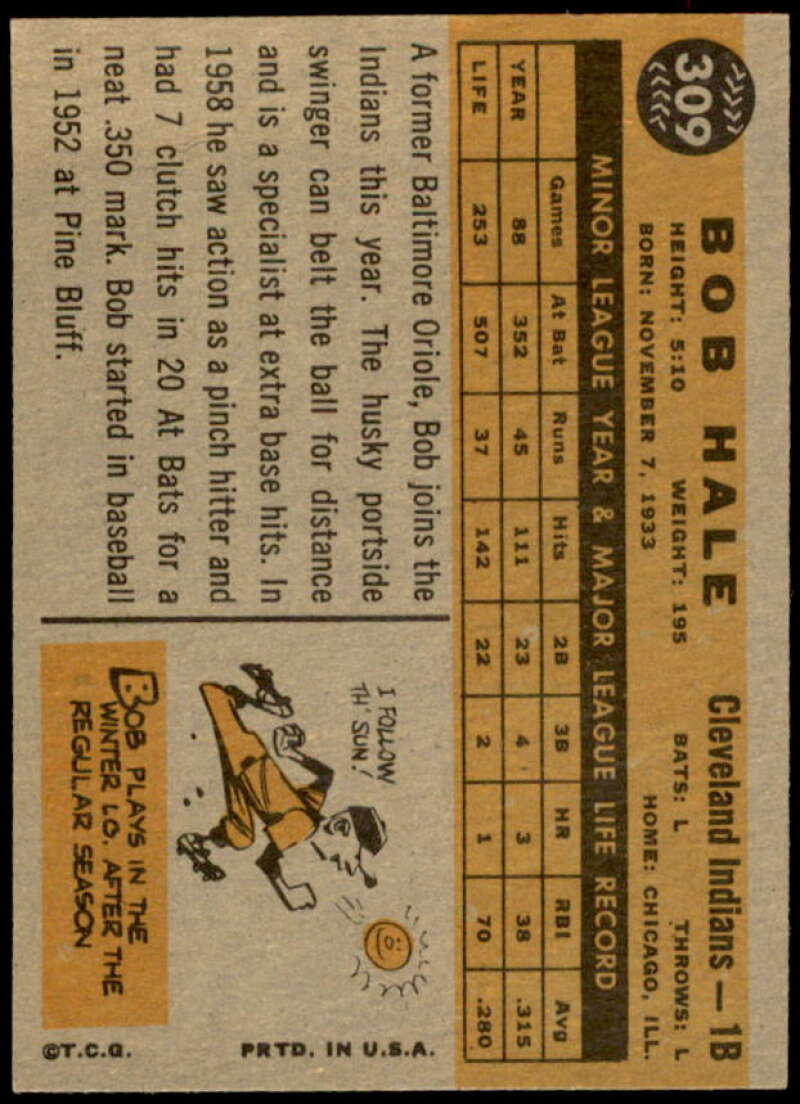 309
BOB HALE Cleveland Indians — 1B
HEIGHT: 5:10 WEIGHT: 195 BATS: L THROWS: L
BORN: NOVEMBER 7, 1933 HOME: CHICAGO, ILL.
MINOR LEAGUE YEAR & MAJOR LEAGUE LIFE RECORD
Games At Bat Runs Hits 2B 3B HR RBI Avg
YEAR 88 352 45 111 23 4 3 38 .315
LIFE 253 507 37 142 22 2 1 70 .280
A former Baltimore Oriole, Bob joins the
Indians this year. The husky portside
swinger can belt the ball for distance
and is a specialist at extra base hits. In
1958 he saw action as a pinch hitter and
had 7 clutch hits in 20 At Bats for a
neat .350 mark. Bob started in baseball
in 1952 at Pine Bluff.
I FOLLOW
TH' SUN!
BOB PLAYS IN THE
WINTER LG. AFTER THE
REGULAR SEASON
©T.C.G. PRTD. IN U.S.A.